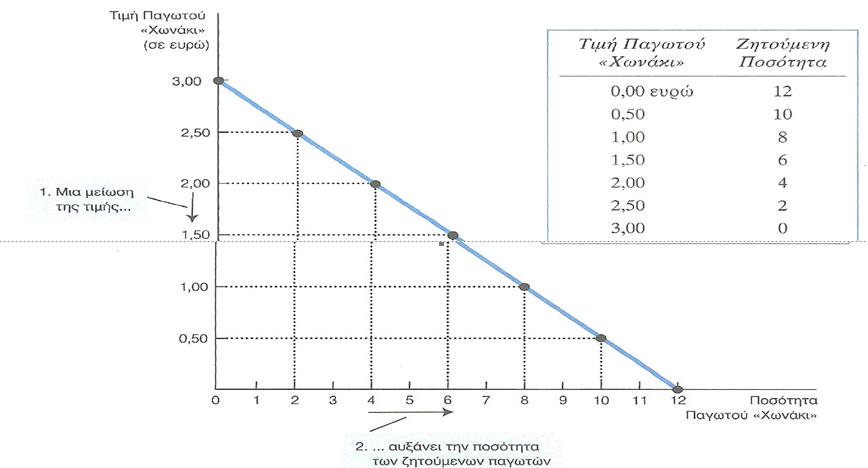 Τιμή Παγωτού
«Χωνάκι»
(σε ευρώ)
3,00
2,50
2,00
1,50
1,00
0,50
0
1. Μια μείωση
της τιμής...
0 1 2 3 4 5 6 7 8 9 10 11 12
Ποσότητα
Παγωτού «Χωνάκι»
2. ... αυξάνει την ποσότητα
των ζητούμενων παγωτών
Τιμή Παγωτού Ζητούμενη
«Χωνάκι» Ποσότητα
0,00 ευρώ 12
0,50 10
1,00 8
1,50 6
2,00 4
2,50 2
3,00 0